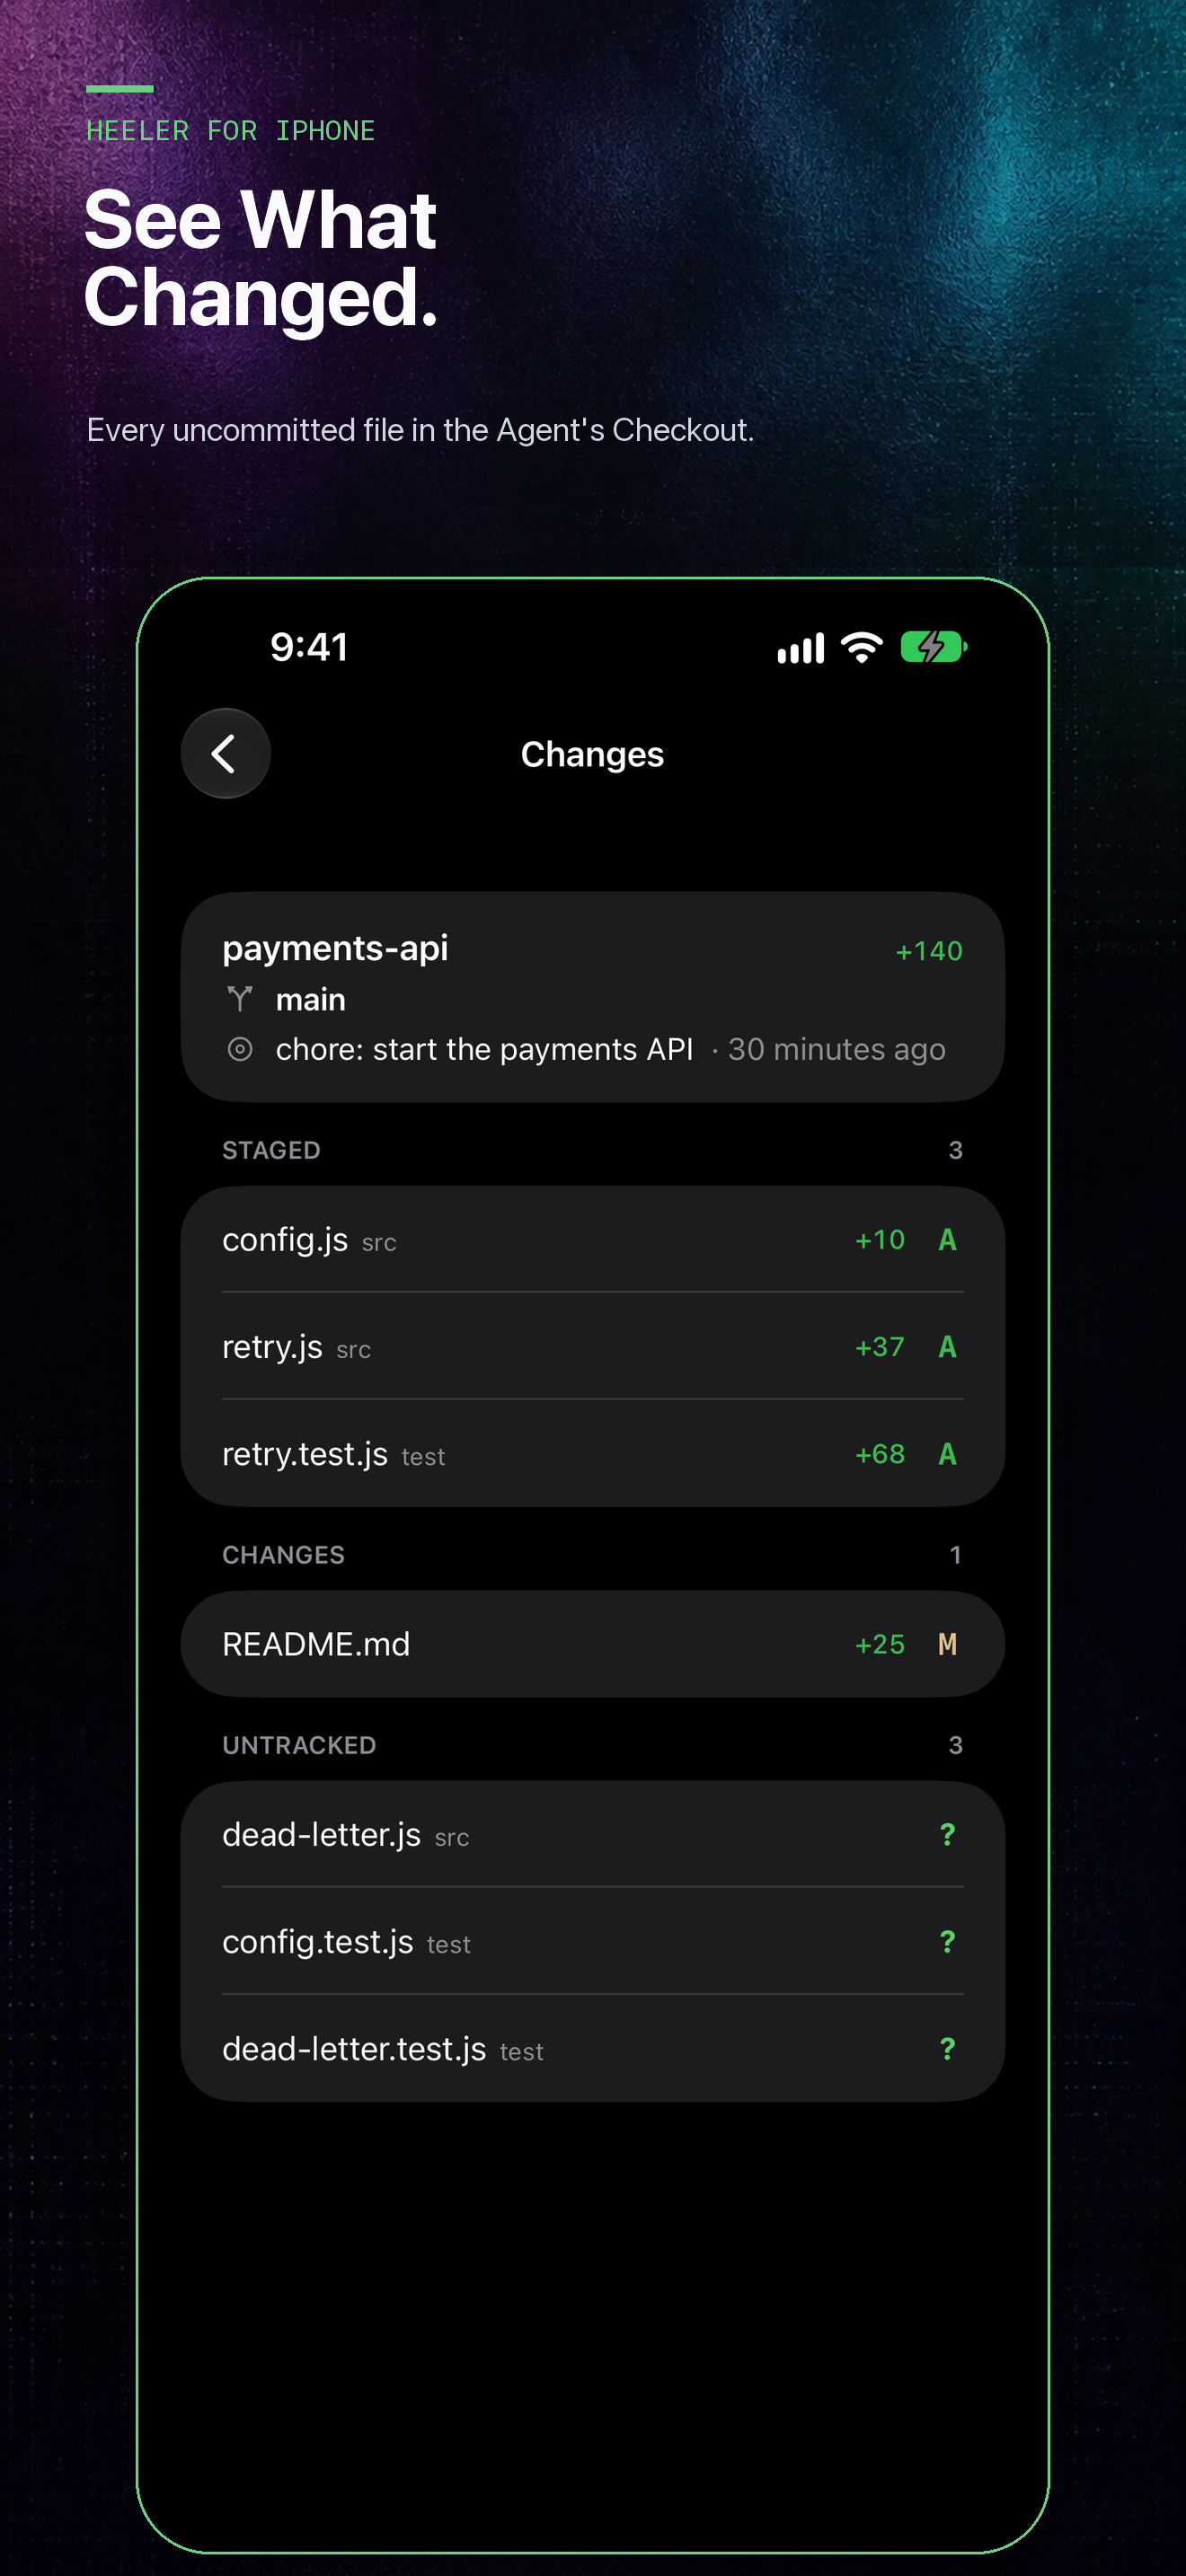 HEELER FOR IPHONE
See What
Changed.
Every uncommitted file in the Agent's Checkout.
9:41
Changes
payments-api +140
main
chore: start the payments API · 30 minutes ago
STAGED 3
config.js src +10 A
retry.js src +37 A
retry.test.js test +68 A
CHANGES 1
README.md +25 M
UNTRACKED 3
dead-letter.js src ?
config.test.js test ?
dead-letter.test.js test ?